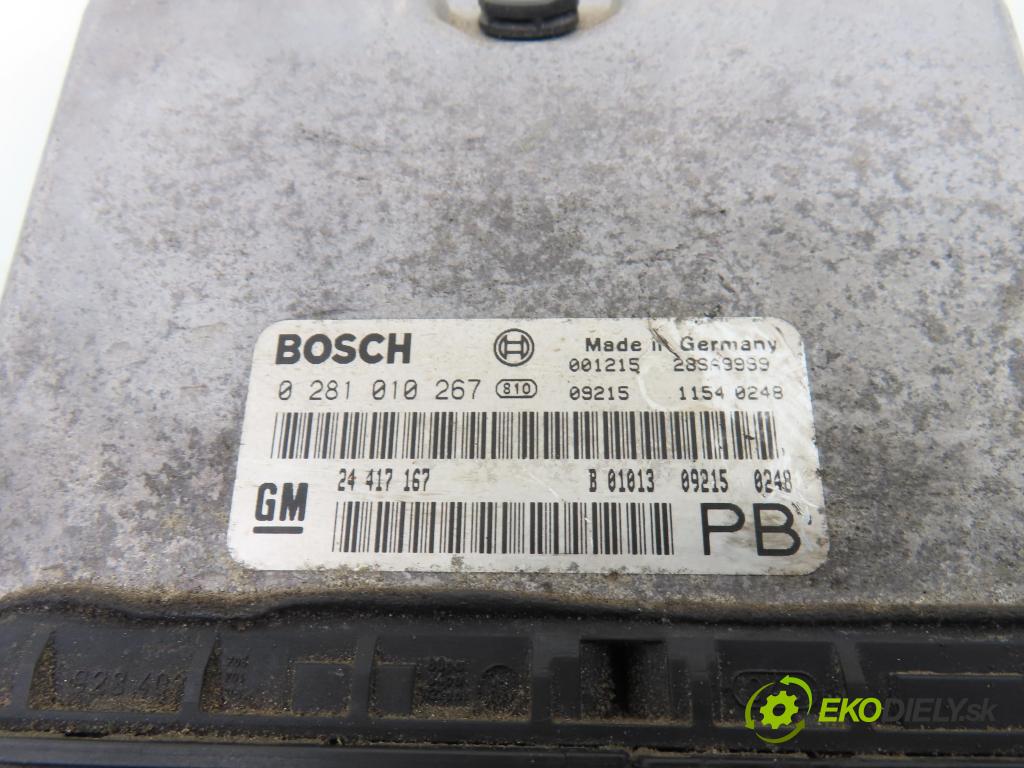 BOSCH
Made in Germany
001215 28SA9999
0 281 010 267 810
09215 1154 0248
24 417 167 B 01013 09215 0248
GM
PB
EKODIELY.sk